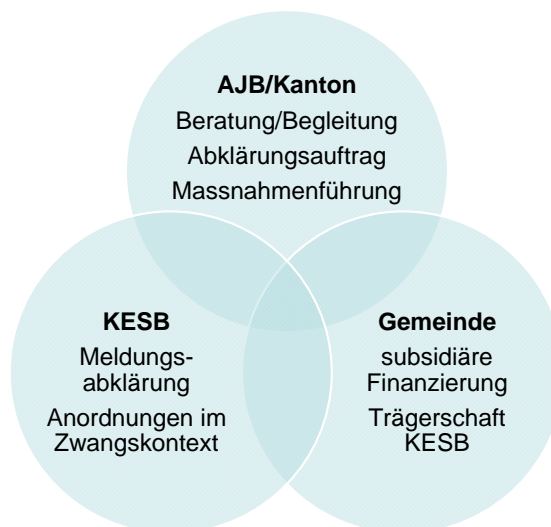 AJB/Kanton
Beratung/Begleitung
Abklärungsauftrag
Massnahmenführung
KESB
Meldungs-
abklärung
Anordnungen im
Zwangskontext
Gemeinde
subsidiäre
Finanzierung
Trägerschaft
KESB